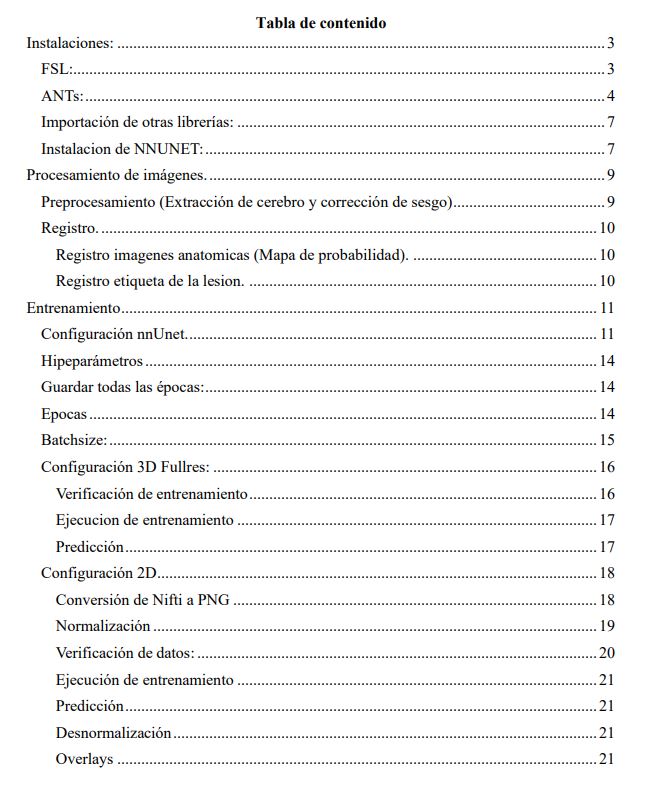 Tabla de contenido
Instalaciones: ........................................ 3
FSL:........................................ 3
ANTs:........................................ 4
Importación de otras librerías: ........................................ 7
Instalacion de NNUNET:........................................ 7
Procesamiento de imágenes. ........................................ 9
Preprocesamiento (Extracción de cerebro y corrección de sesgo)........................................ 9
Registro. ........................................ 10
Registro imagenes anatomicas (Mapa de probabilidad). ........................................ 10
Registro etiqueta de la lesion. ........................................ 10
Entrenamiento........................................ 11
Configuración nnUnet......................................... 11
Hipeparámetros ........................................ 14
Guardar todas las épocas:........................................ 14
Epocas ........................................ 14
Batchsize: ........................................ 15
Configuración 3D Fullres: ........................................ 16
Verificación de entrenamiento ........................................ 16
Ejecucion de entrenamiento ........................................ 17
Predicción........................................ 17
Configuración 2D........................................ 18
Conversión de Nifti a PNG ........................................ 18
Normalización ........................................ 19
Verificación de datos: ........................................ 20
Ejecución de entrenamiento ........................................ 21
Predicción........................................ 21
Desnormalización ........................................ 21
Overlays ........................................ 21